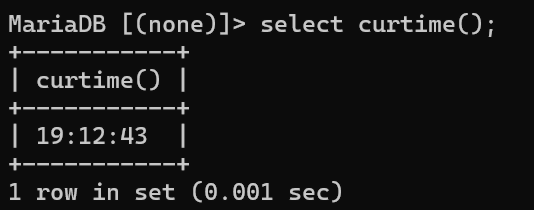 MariaDB [(none)]> select curtime();
+-----------+
| curtime() |
+-----------+
| 19:12:43  |
+-----------+
1 row in set (0.001 sec)